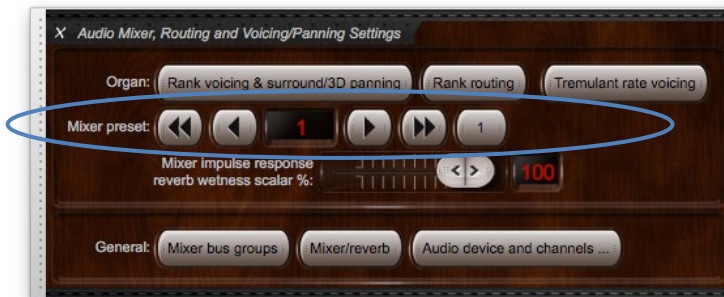 X Audio Mixer, Routing and Voicing/Panning Settings
Organ: Rank voicing & surround/3D panning Rank routing Tremulant rate voicing
Mixer preset: 1 1
Mixer impulse response
reverb wetness scalar %: 100
General: Mixer bus groups Mixer/reverb Audio device and channels ...